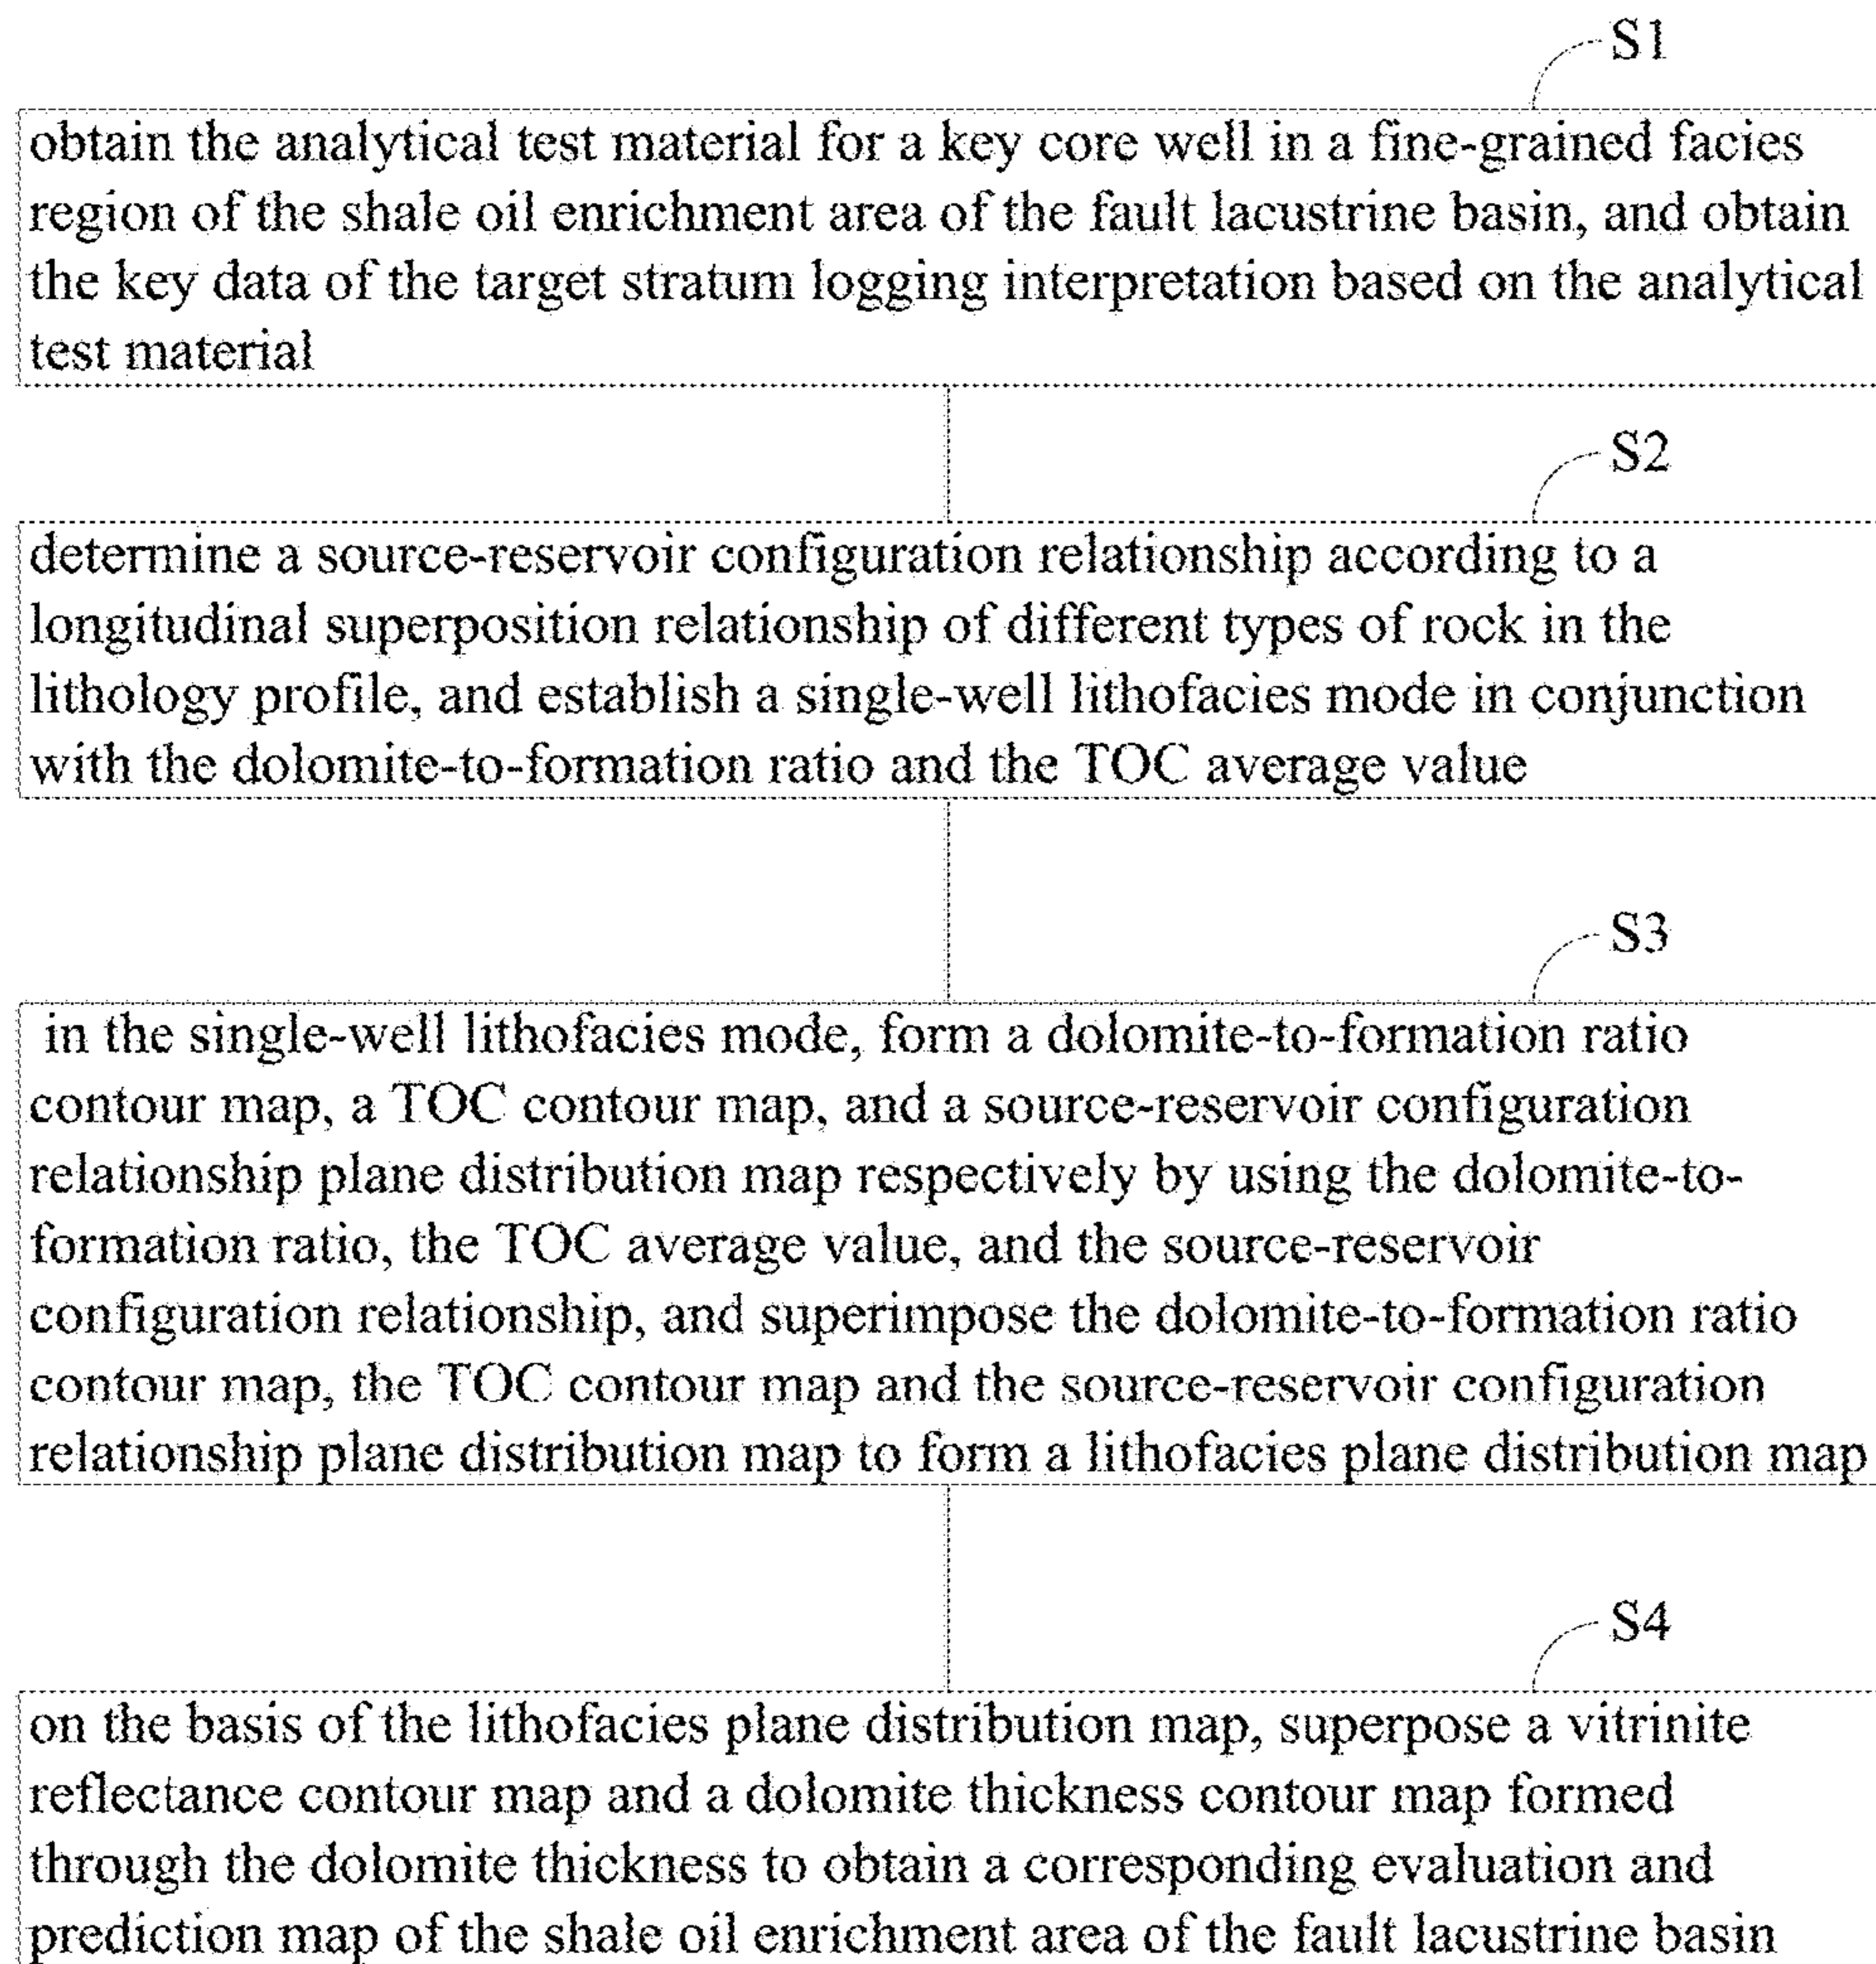 S1
obtain the analytical test material for a key core well in a fine-grained facies
region of the shale oil enrichment area of the fault lacustrine basin, and obtain
the key data of the target stratum logging interpretation based on the analytical
test material
S2
determine a source-reservoir configuration relationship according to a
longitudinal superposition relationship of different types of rock in the
lithology profile, and establish a single-well lithofacies mode in conjunction
with the dolomite-to-formation ratio and the TOC average value
S3
in the single-well lithofacies mode, form a dolomite-to-formation ratio
contour map, a TOC contour map, and a source-reservoir configuration
relationship plane distribution map respectively by using the dolomite-to-
formation ratio, the TOC average value, and the source-reservoir
configuration relationship, and superimpose the dolomite-to-formation ratio
contour map, the TOC contour map and the source-reservoir configuration
relationship plane distribution map to form a lithofacies plane distribution map
S4
on the basis of the lithofacies plane distribution map, superpose a vitrinite
reflectance contour map and a dolomite thickness contour map formed
through the dolomite thickness to obtain a corresponding evaluation and
prediction map of the shale oil enrichment area of the fault lacustrine basin